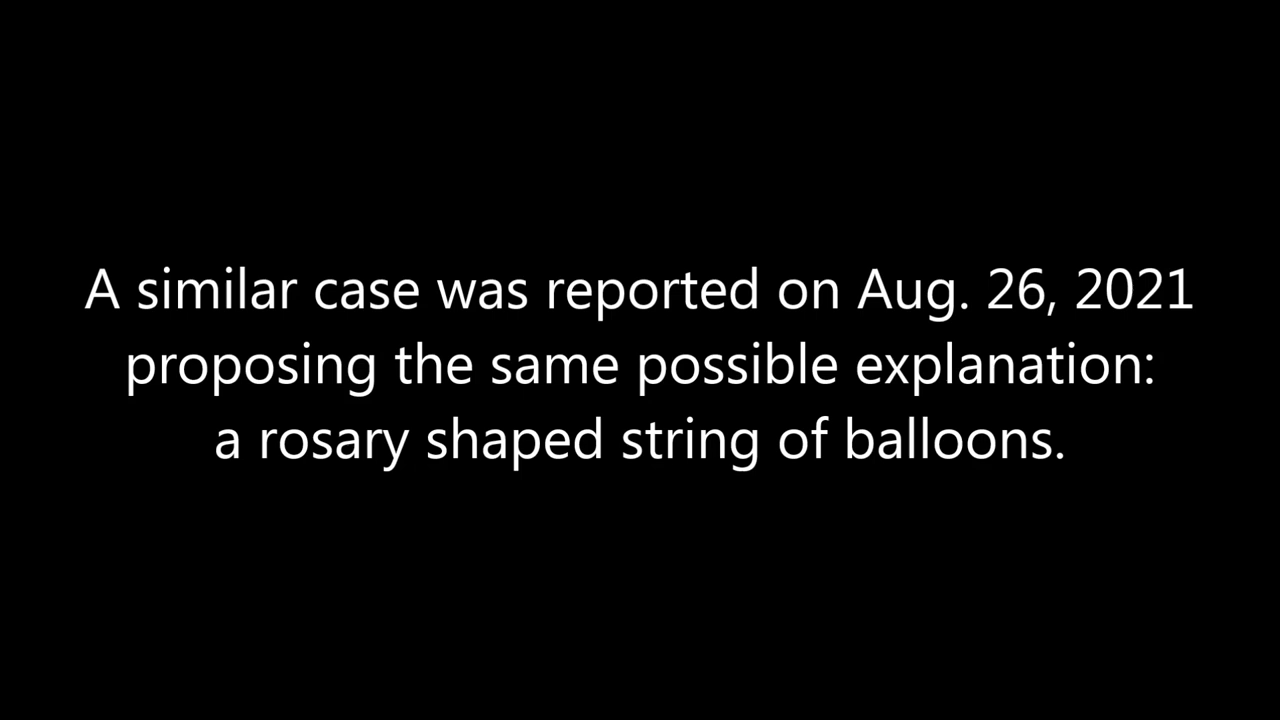 A similar case was reported on Aug. 26, 2021
proposing the same possible explanation:
a rosary shaped string of balloons.